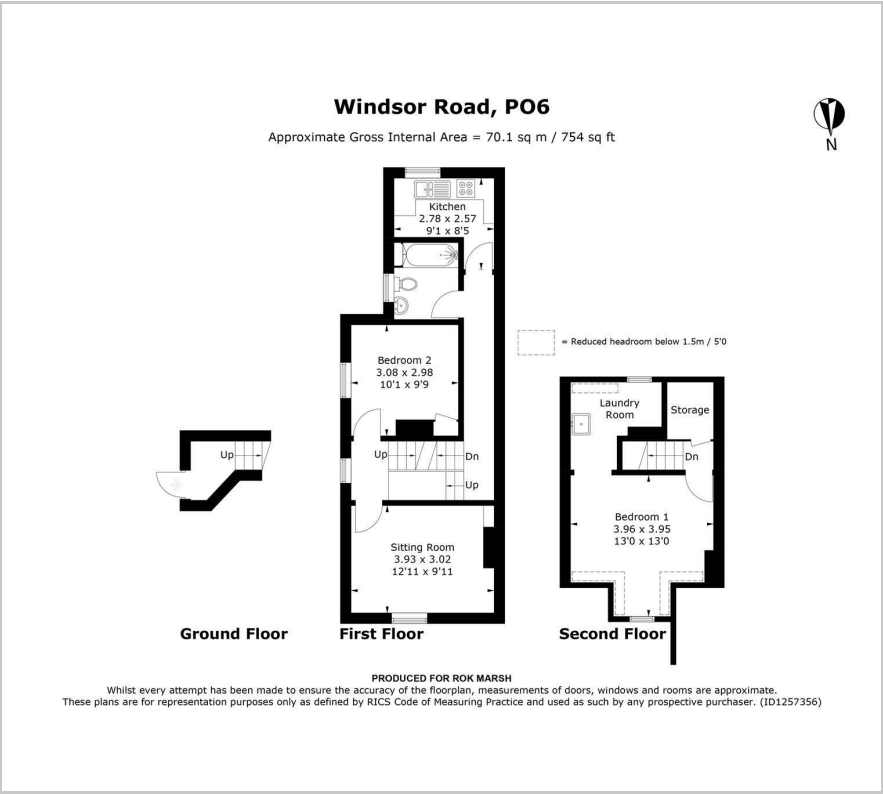 Windsor Road, PO6
Approximate Gross Internal Area = 70.1 sq m / 754 sq ft
N
Kitchen
2.78 x 2.57
9'1 x 8'5
= Reduced headroom below 1.5m / 5'0
Bedroom 2
3.08 x 2.98
10'1 x 9'9
Laundry
Room
Storage
Up
Up
Dn
Up
Dn
Bedroom 1
3.96 x 3.95
13'0 x 13'0
Sitting Room
3.93 x 3.02
12'11 x 9'11
Ground Floor
First Floor
Second Floor
PRODUCED FOR ROK MARSH
Whilst every attempt has been made to ensure the accuracy of the floorplan, measurements of doors, windows and rooms are approximate.
These plans are for representation purposes only as defined by RICS Code of Measuring Practice and used as such by any prospective purchaser. (ID1257356)